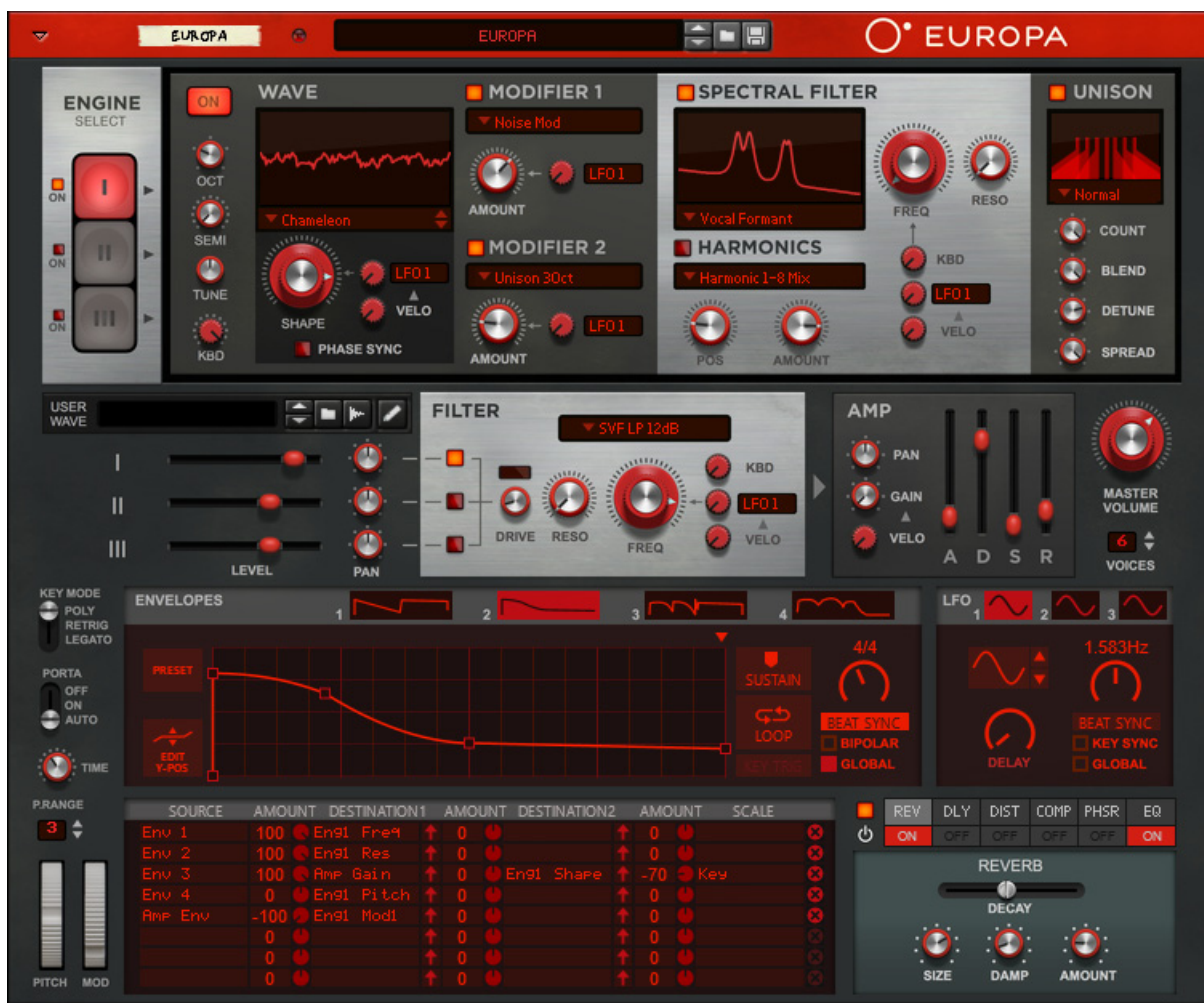 EUROPA
EUROPA
EUROPA
ENGINE
SELECT
ON
I
ON
II
ON
III
ON
OCT
SEMI
TUNE
KBD
WAVE
Chameleon
SHAPE
LFO 1
VELO
PHASE SYNC
MODIFIER 1
Noise Mod
AMOUNT
LFO 1
MODIFIER 2
Unison 3Oct
AMOUNT
LFO 1
SPECTRAL FILTER
Vocal Formant
FREQ
RESO
HARMONICS
Harmonic 1-8 Mix
POS
AMOUNT
KBD
LFO 1
VELO
UNISON
Normal
COUNT
BLEND
DETUNE
SPREAD
USER
WAVE
I
II
III
LEVEL
PAN
FILTER
SVF LP 12dB
DRIVE
RESO
FREQ
KBD
LFO 1
VELO
AMP
PAN
GAIN
VELO
A D S R
MASTER
VOLUME
6
VOICES
KEY MODE
POLY
RETRIG
LEGATO
PORTA
OFF
ON
AUTO
TIME
P.RANGE
3
PITCH MOD
ENVELOPES
1 2 3 4
PRESET
EDIT
Y-POS
SUSTAIN
LOOP
KEY TRIG
4/4
BEAT SYNC
BIPOLAR
GLOBAL
LFO
1 2 3
1.583Hz
DELAY
BEAT SYNC
KEY SYNC
GLOBAL
SOURCE AMOUNT DESTINATION1 AMOUNT DESTINATION2 AMOUNT SCALE
Env 1 100 Eng1 Freq 0 0
Env 2 100 Eng1 Res 0 0
Env 3 100 Amp Gain 0 Eng1 Shape -70 Key
Env 4 0 Eng1 Pitch 0 0
Amp Env -100 Eng1 Mod1 0 0
0 0 0
0 0 0
0 0 0
REV DLY DIST COMP PHSR EQ
ON OFF OFF OFF OFF ON
REVERB
DECAY
SIZE DAMP AMOUNT